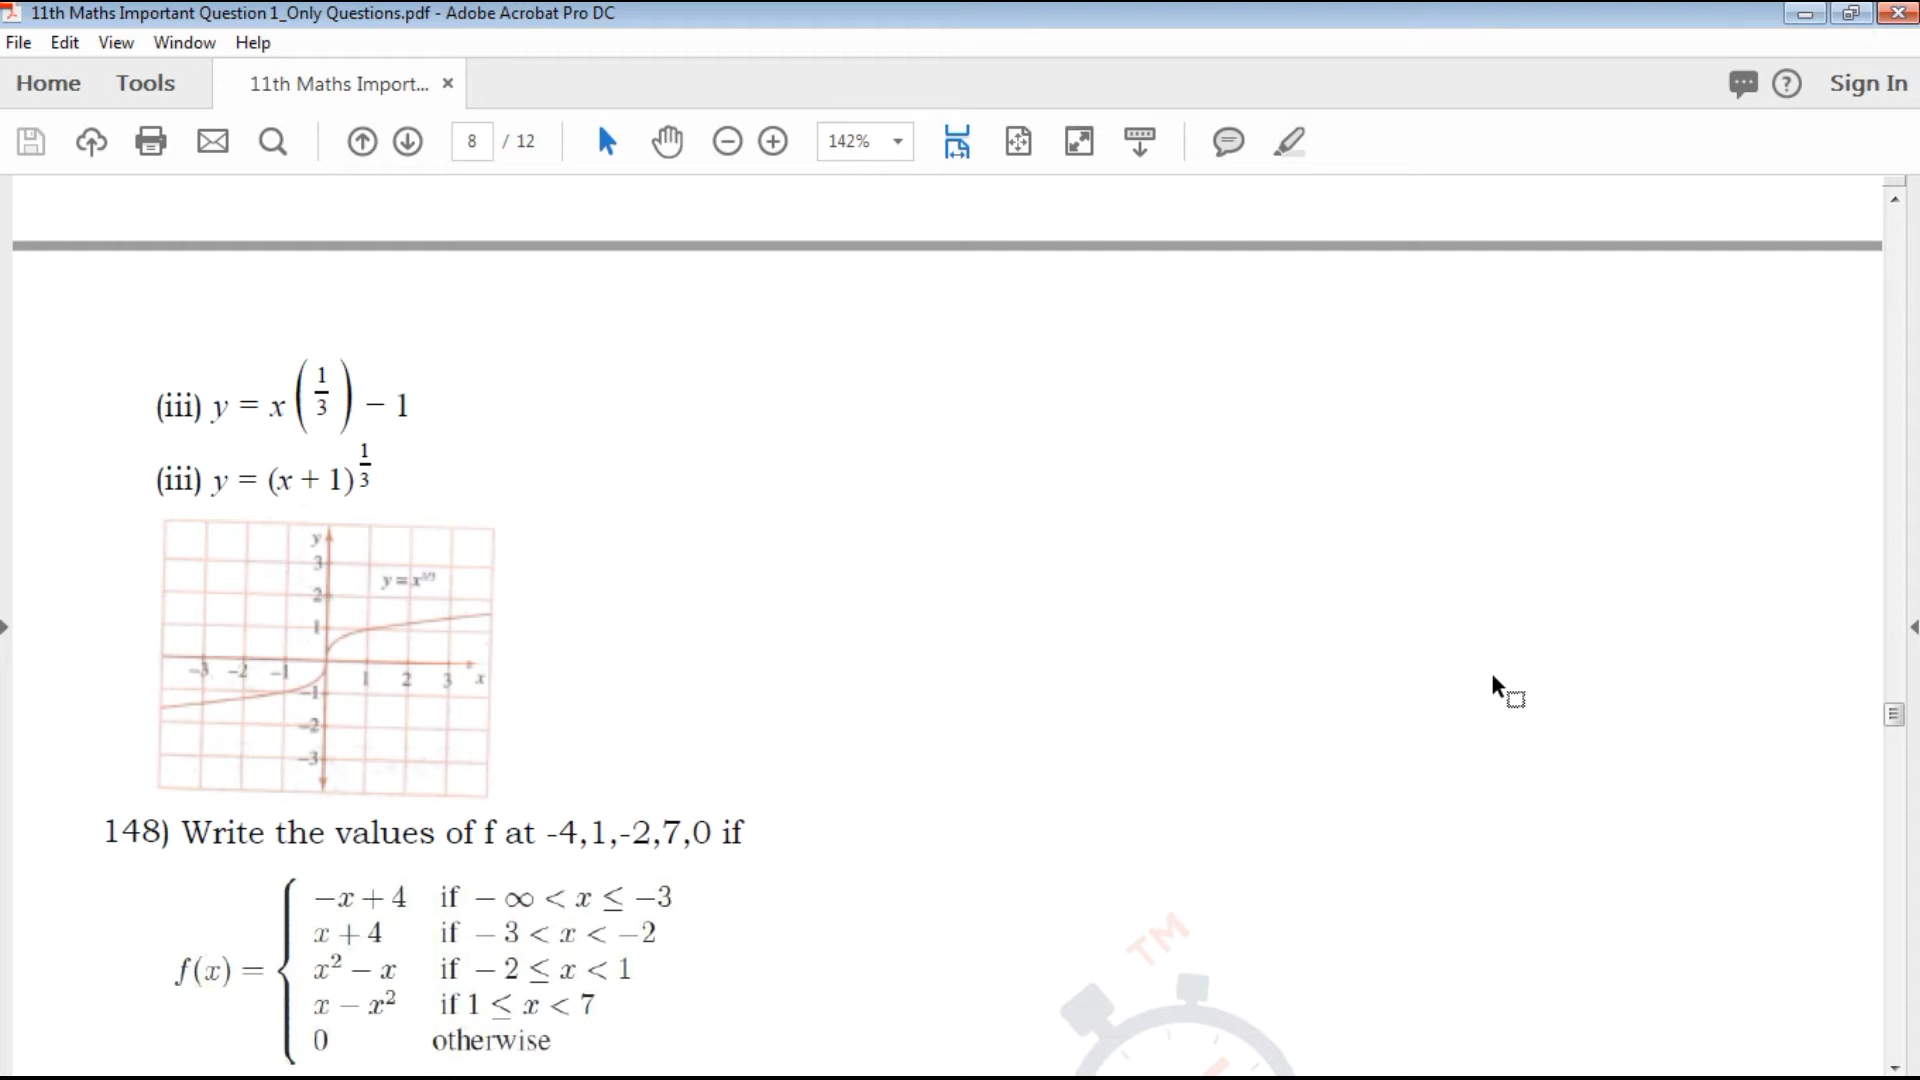 11th Maths Important Question 1_Only Questions.pdf - Adobe Acrobat Pro DC
File Edit View Window Help
Home Tools 11th Maths Import... × Sign In
8 / 12 142%
(iii) y = x(1/3) − 1
(iii) y = (x + 1)^1/3
y
3
y = x^1/3
2
1
−3 −2 −1 1 2 3 x
−1
−2
−3
148) Write the values of f at -4,1,-2,7,0 if
−x + 4 if − ∞ < x ≤ −3
x + 4 if − 3 < x < −2
f(x) = { x² − x if − 2 ≤ x < 1
x − x² if 1 ≤ x < 7
0 otherwise
TM